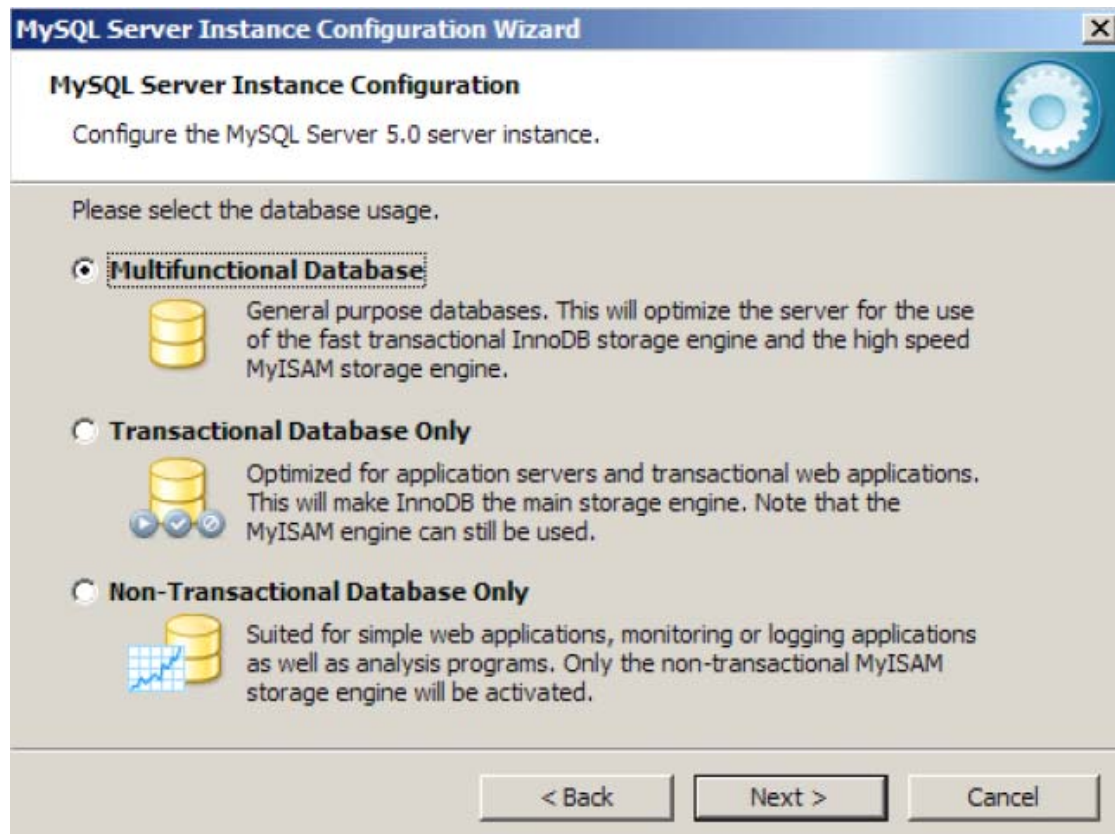 MySQL Server Instance Configuration Wizard
MySQL Server Instance Configuration
Configure the MySQL Server 5.0 server instance.
Please select the database usage.
Multifunctional Database
General purpose databases. This will optimize the server for the use
of the fast transactional InnoDB storage engine and the high speed
MyISAM storage engine.
Transactional Database Only
Optimized for application servers and transactional web applications.
This will make InnoDB the main storage engine. Note that the
MyISAM engine can still be used.
Non-Transactional Database Only
Suited for simple web applications, monitoring or logging applications
as well as analysis programs. Only the non-transactional MyISAM
storage engine will be activated.
< Back Next > Cancel